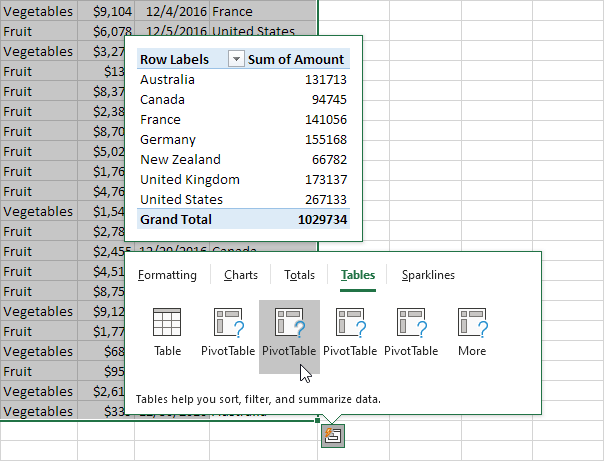 Vegetables $9,104 12/4/2016 France
Fruit $6,078 12/5/2016 United States
Vegetables $3,27
Fruit $13
Fruit $8,37
Fruit $2,38
Fruit $8,70
Fruit $5,02
Fruit $1,76
Fruit $4,76
Vegetables $1,54
Fruit $2,78
Fruit $2,455 12/20/2016 Canada
Fruit $4,51
Fruit $8,75
Vegetables $9,12
Fruit $1,77
Vegetables $68
Fruit $95
Vegetables $2,61
Vegetables $33
Row Labels Sum of Amount
Australia 131713
Canada 94745
France 141056
Germany 155168
New Zealand 66782
United Kingdom 173137
United States 267133
Grand Total 1029734
Formatting Charts Totals Tables Sparklines
Table PivotTable PivotTable PivotTable PivotTable More
Tables help you sort, filter, and summarize data.